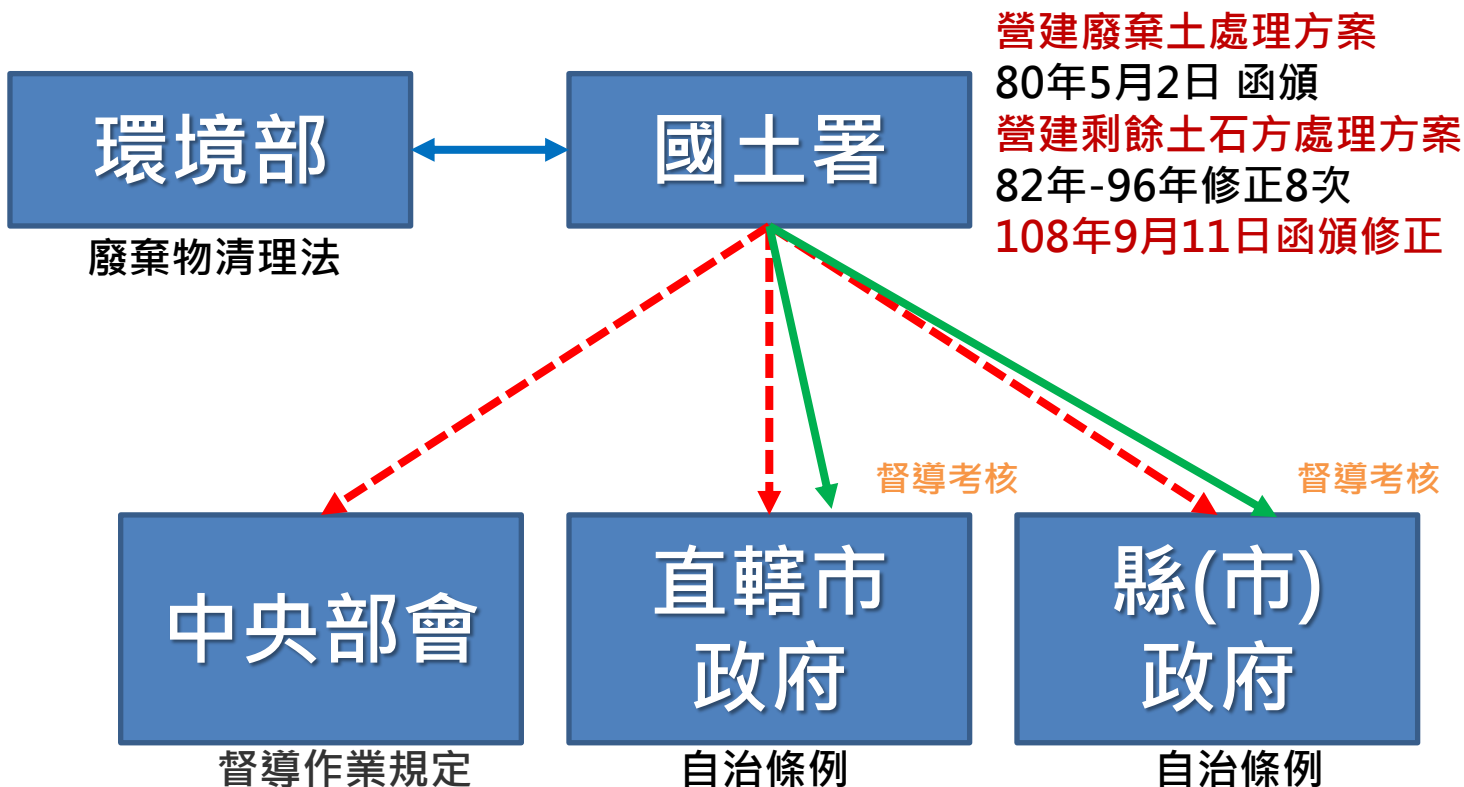 環境部
廢棄物清理法
國土署
營建廢棄土處理方案
80年5月2日 函頒
營建剩餘土石方處理方案
82年-96年修正8次
108年9月11日函頒修正
督導考核
督導考核
中央部會
督導作業規定
直轄市
政府
自治條例
縣(市)
政府
自治條例